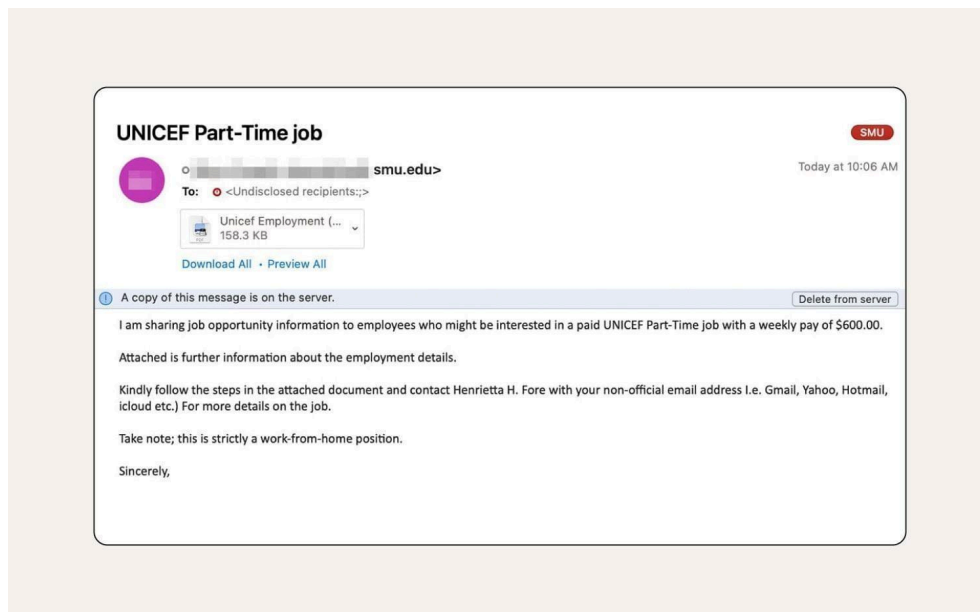 UNICEF Part-Time job
SMU
smu.edu>
Today at 10:06 AM
To: <Undisclosed recipients:;>
Unicef Employment (...
158.3 KB
Download All • Preview All
A copy of this message is on the server.
Delete from server
I am sharing job opportunity information to employees who might be interested in a paid UNICEF Part-Time job with a weekly pay of $600.00.
Attached is further information about the employment details.
Kindly follow the steps in the attached document and contact Henrietta H. Fore with your non-official email address I.e. Gmail, Yahoo, Hotmail,
icloud etc.) For more details on the job.
Take note; this is strictly a work-from-home position.
Sincerely,